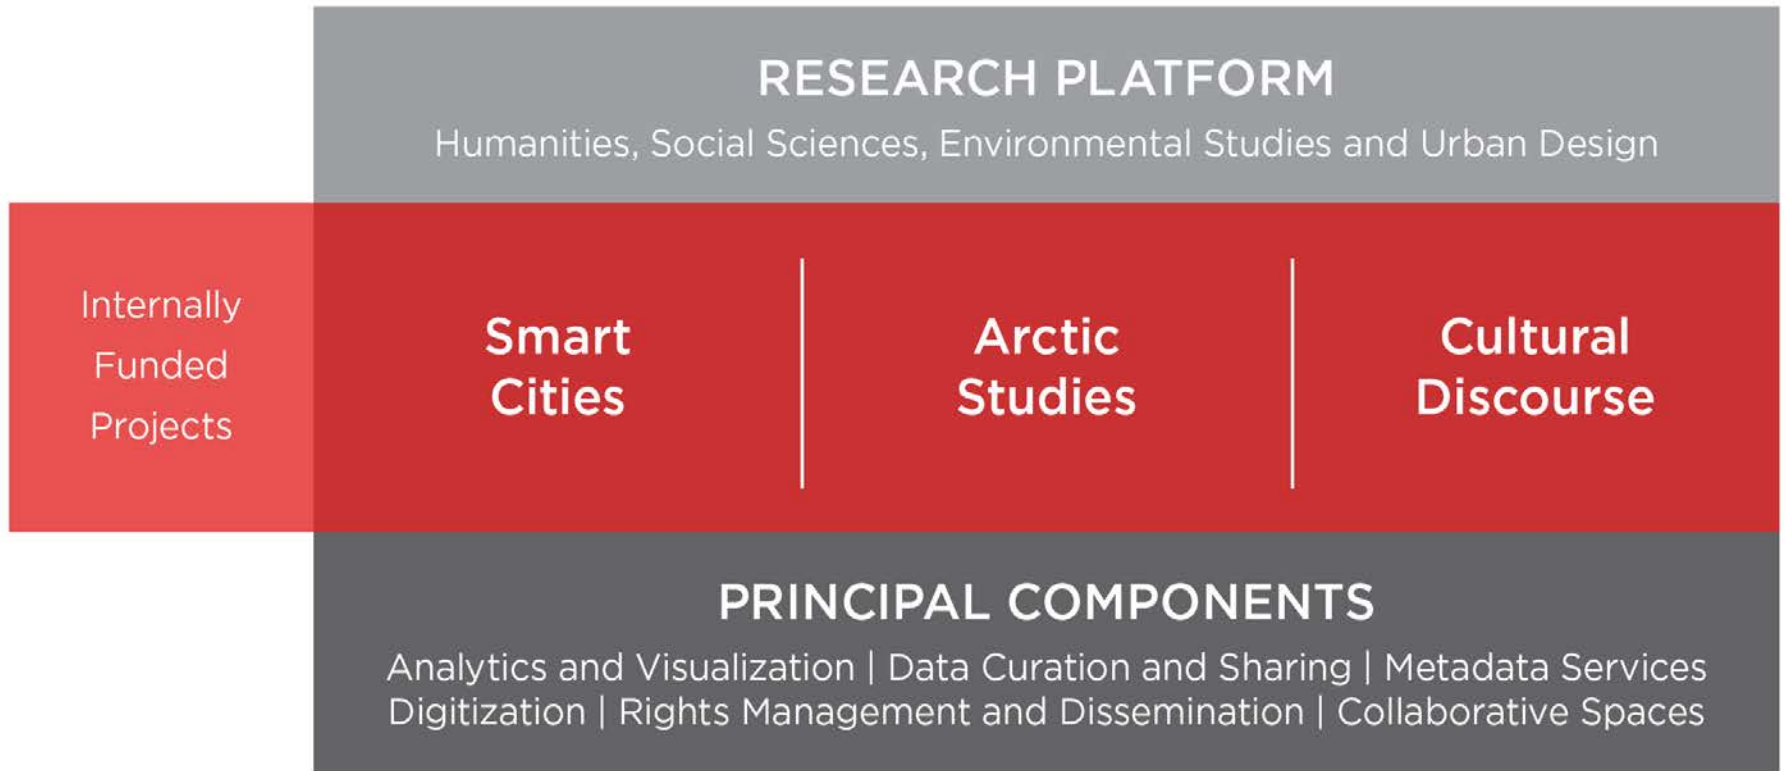 RESEARCH PLATFORM
Humanities, Social Sciences, Environmental Studies and Urban Design
Internally
Funded
Projects
Smart
Cities
Arctic
Studies
Cultural
Discourse
PRINCIPAL COMPONENTS
Analytics and Visualization | Data Curation and Sharing | Metadata Services
Digitization | Rights Management and Dissemination | Collaborative Spaces